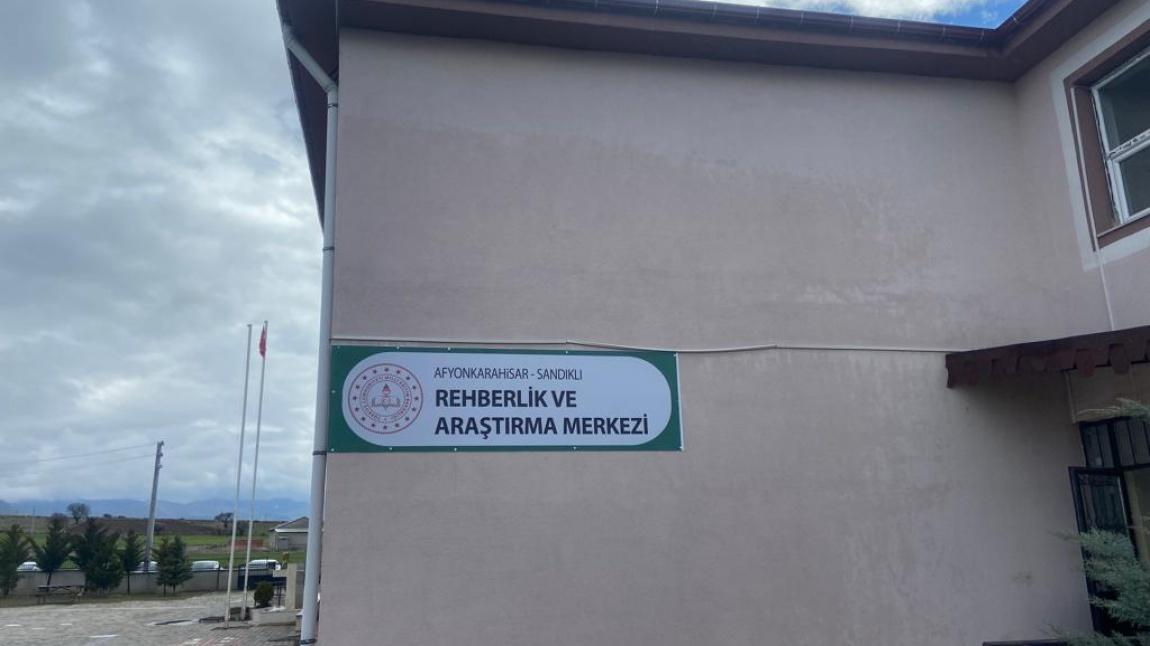 AFYONKARAHİSAR - SANDIKLI
REHBERLİK VE
ARAŞTIRMA MERKEZİ